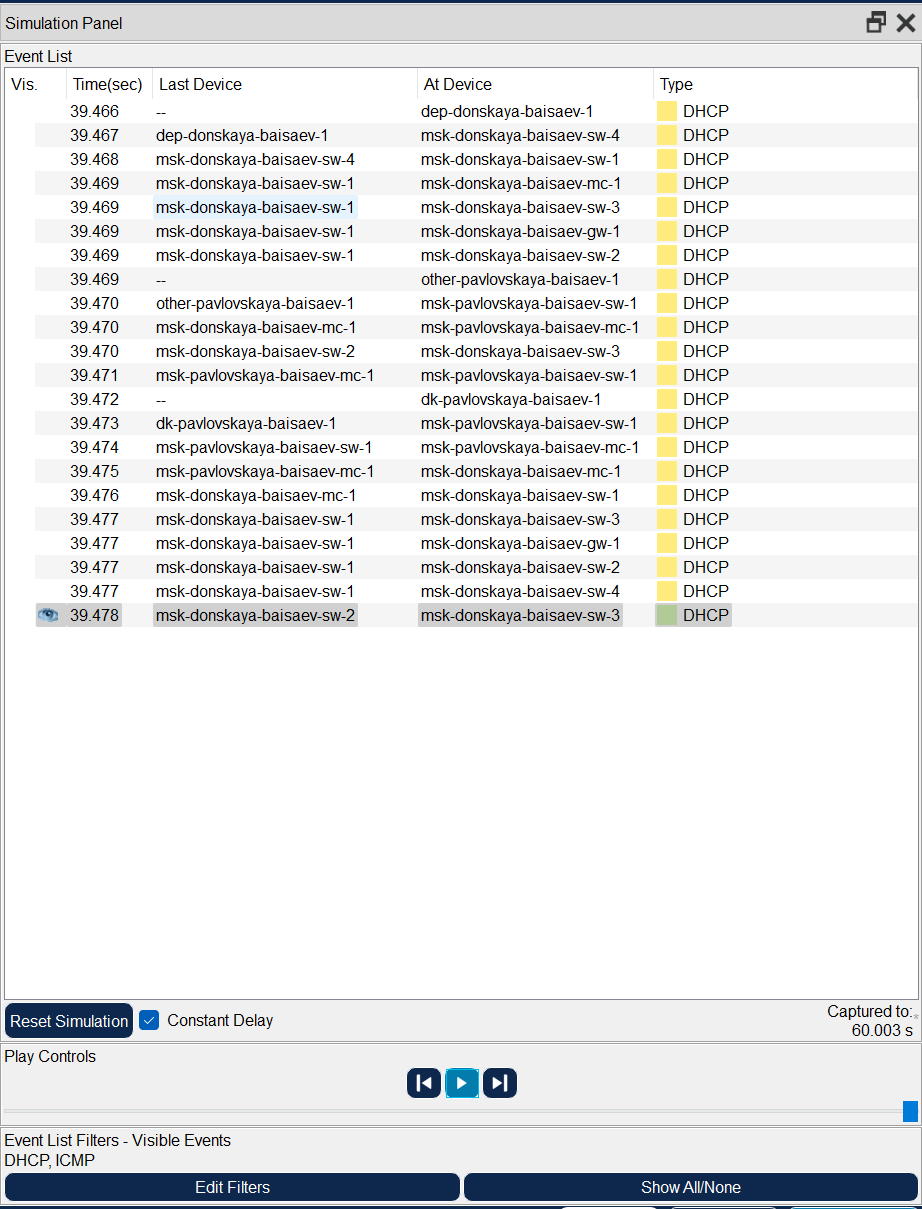 Simulation Panel
Event List
Vis. Time(sec) Last Device At Device Type
39.466 -- dep-donskaya-baisaev-1 DHCP
39.467 dep-donskaya-baisaev-1 msk-donskaya-baisaev-sw-4 DHCP
39.468 msk-donskaya-baisaev-sw-4 msk-donskaya-baisaev-sw-1 DHCP
39.469 msk-donskaya-baisaev-sw-1 msk-donskaya-baisaev-mc-1 DHCP
39.469 msk-donskaya-baisaev-sw-1 msk-donskaya-baisaev-sw-3 DHCP
39.469 msk-donskaya-baisaev-sw-1 msk-donskaya-baisaev-gw-1 DHCP
39.469 msk-donskaya-baisaev-sw-1 msk-donskaya-baisaev-sw-2 DHCP
39.469 -- other-pavlovskaya-baisaev-1 DHCP
39.470 other-pavlovskaya-baisaev-1 msk-pavlovskaya-baisaev-sw-1 DHCP
39.470 msk-donskaya-baisaev-mc-1 msk-pavlovskaya-baisaev-mc-1 DHCP
39.470 msk-donskaya-baisaev-sw-2 msk-donskaya-baisaev-sw-3 DHCP
39.471 msk-pavlovskaya-baisaev-mc-1 msk-pavlovskaya-baisaev-sw-1 DHCP
39.472 -- dk-pavlovskaya-baisaev-1 DHCP
39.473 dk-pavlovskaya-baisaev-1 msk-pavlovskaya-baisaev-sw-1 DHCP
39.474 msk-pavlovskaya-baisaev-sw-1 msk-pavlovskaya-baisaev-mc-1 DHCP
39.475 msk-pavlovskaya-baisaev-mc-1 msk-donskaya-baisaev-mc-1 DHCP
39.476 msk-donskaya-baisaev-mc-1 msk-donskaya-baisaev-sw-1 DHCP
39.477 msk-donskaya-baisaev-sw-1 msk-donskaya-baisaev-sw-3 DHCP
39.477 msk-donskaya-baisaev-sw-1 msk-donskaya-baisaev-gw-1 DHCP
39.477 msk-donskaya-baisaev-sw-1 msk-donskaya-baisaev-sw-2 DHCP
39.477 msk-donskaya-baisaev-sw-1 msk-donskaya-baisaev-sw-4 DHCP
39.478 msk-donskaya-baisaev-sw-2 msk-donskaya-baisaev-sw-3 DHCP
Reset Simulation Constant Delay Captured to:*
60.003 s
Play Controls
Event List Filters - Visible Events
DHCP, ICMP
Edit Filters Show All/None